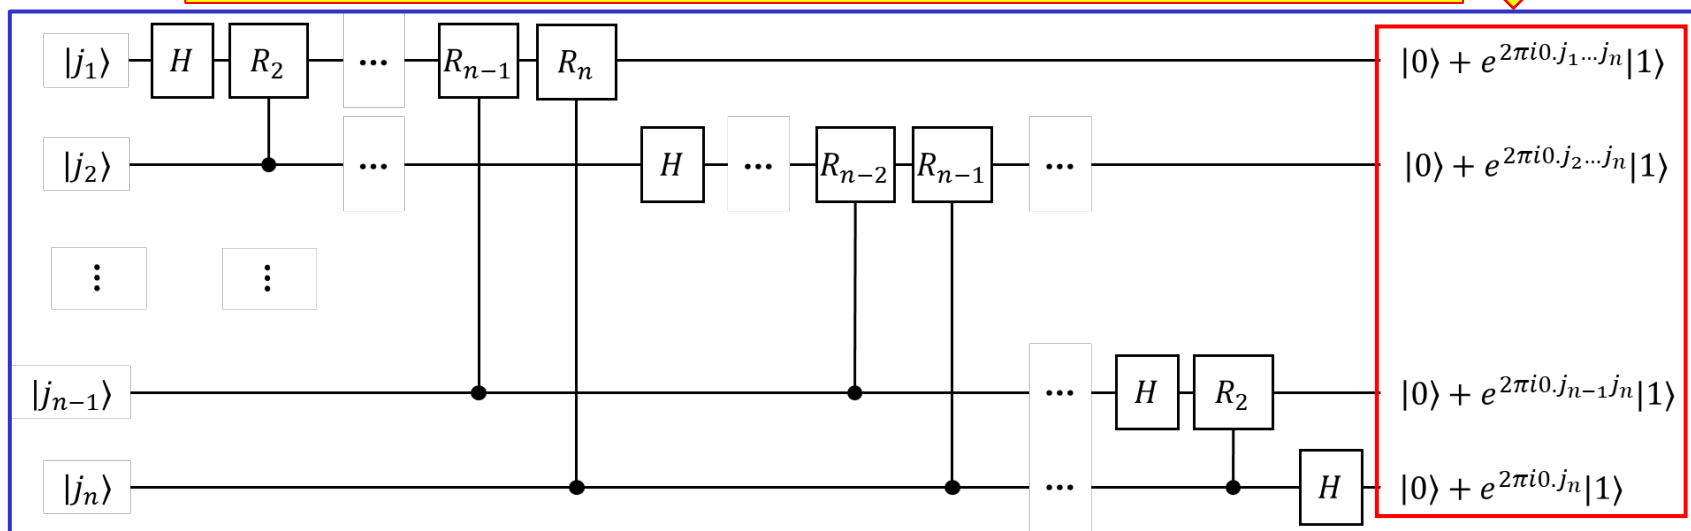 |j₁⟩ H R₂ ⋯ Rₙ₋₁ Rₙ |0⟩ + e^{2πi0.j₁…jₙ}|1⟩
|j₂⟩ ⋯ H ⋯ Rₙ₋₂ Rₙ₋₁ ⋯ |0⟩ + e^{2πi0.j₂…jₙ}|1⟩
⋮ ⋮
|jₙ₋₁⟩ ⋯ H R₂ |0⟩ + e^{2πi0.jₙ₋₁jₙ}|1⟩
|jₙ⟩ ⋯ H |0⟩ + e^{2πi0.jₙ}|1⟩